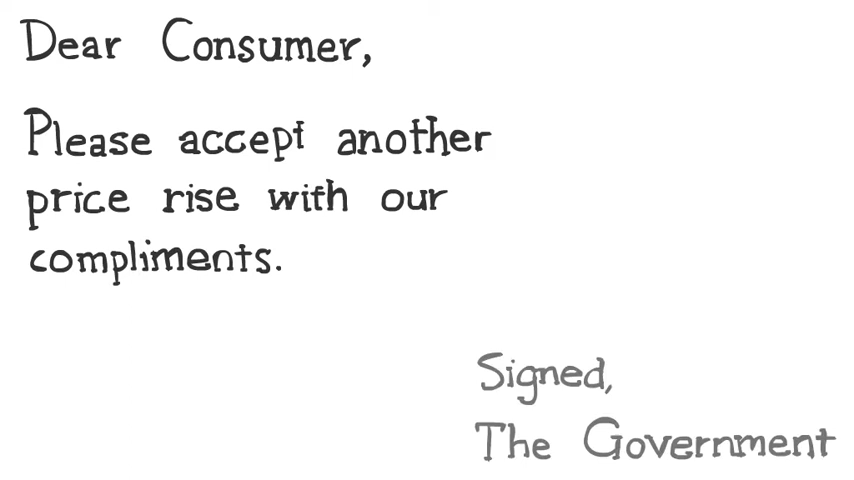 Dear Consumer,
Please accept another
price rise with our
compliments.
Signed,
The Government